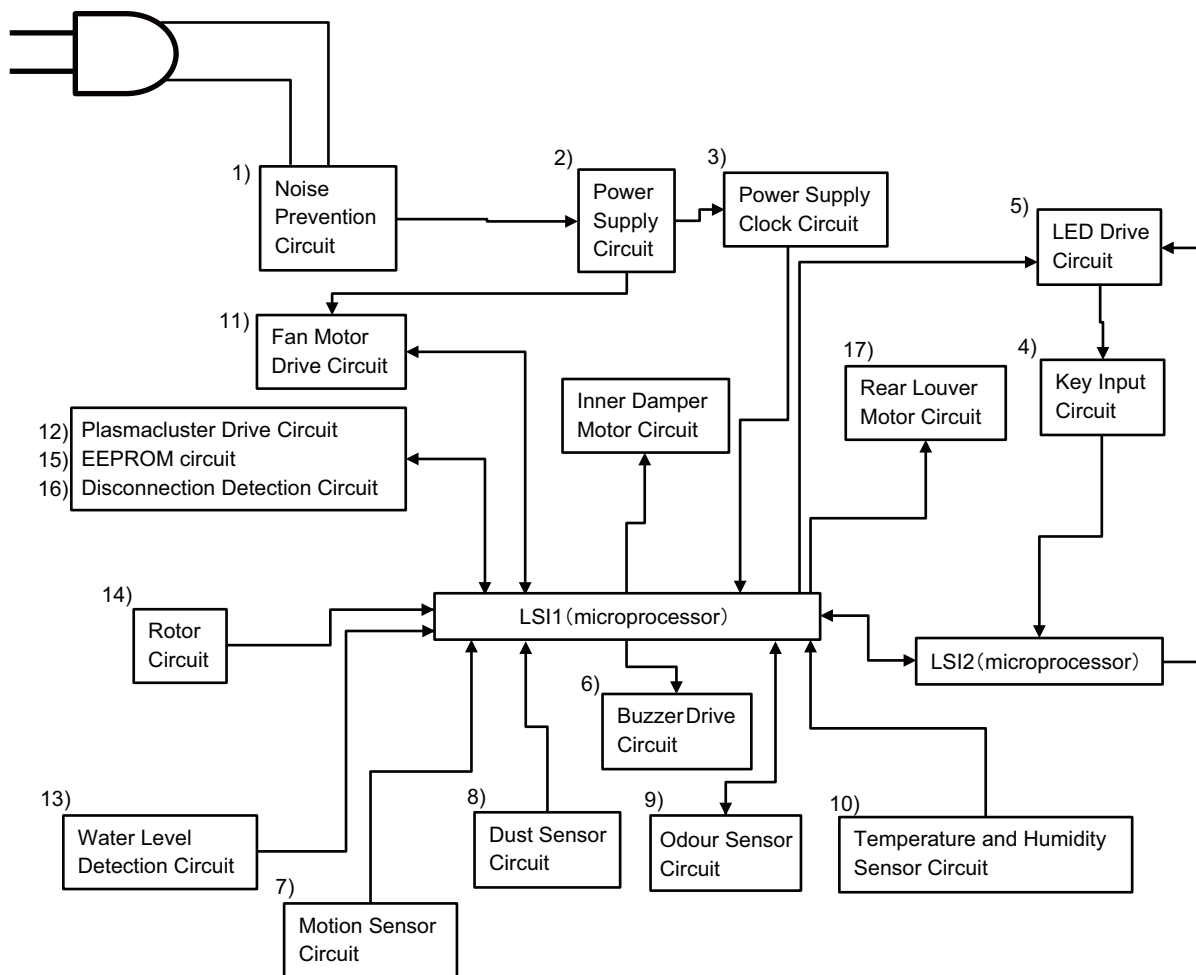 1)
Noise
Prevention
Circuit
2)
Power
Supply
Circuit
3)
Power Supply
Clock Circuit
5)
LED Drive
Circuit
11)
Fan Motor
Drive Circuit
Inner Damper
Motor Circuit
17)
Rear Louver
Motor Circuit
4)
Key Input
Circuit
12) Plasmacluster Drive Circuit
15) EEPROM circuit
16) Disconnection Detection Circuit
14)
Rotor
Circuit
LSI1（microprocessor）
LSI2（microprocessor）
6)
Buzzer Drive
Circuit
13)
Water Level
Detection Circuit
7)
Motion Sensor
Circuit
8)
Dust Sensor
Circuit
9)
Odour Sensor
Circuit
10)
Temperature and Humidity
Sensor Circuit